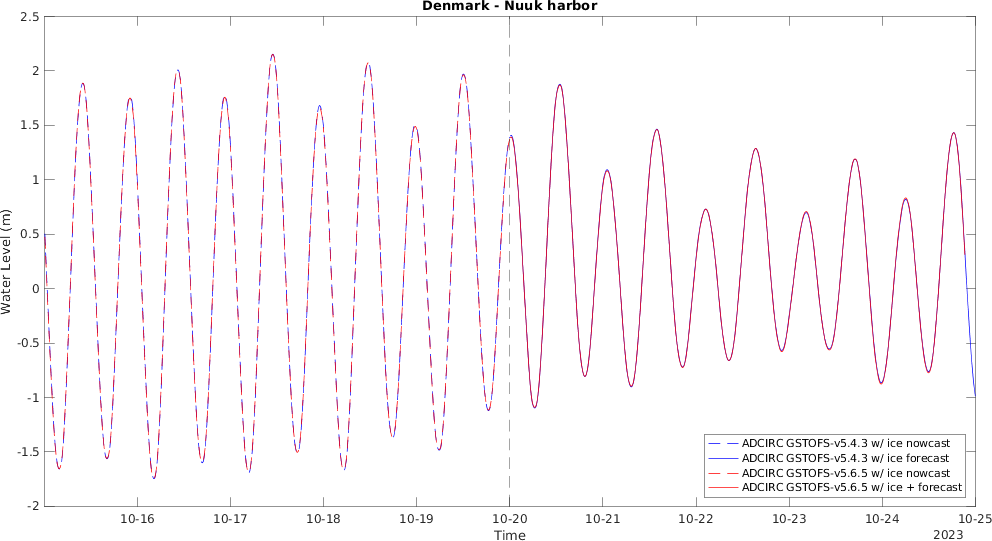 Denmark - Nuuk harbor
2.5
2
1.5
1
0.5
0
-0.5
-1
-1.5
-2
Water Level (m)
10-16 10-17 10-18 10-19 10-20 10-21 10-22 10-23 10-24 10-25
Time
2023
ADCIRC GSTOFS-v5.4.3 w/ ice nowcast
ADCIRC GSTOFS-v5.4.3 w/ ice forecast
ADCIRC GSTOFS-v5.6.5 w/ ice nowcast
ADCIRC GSTOFS-v5.6.5 w/ ice + forecast